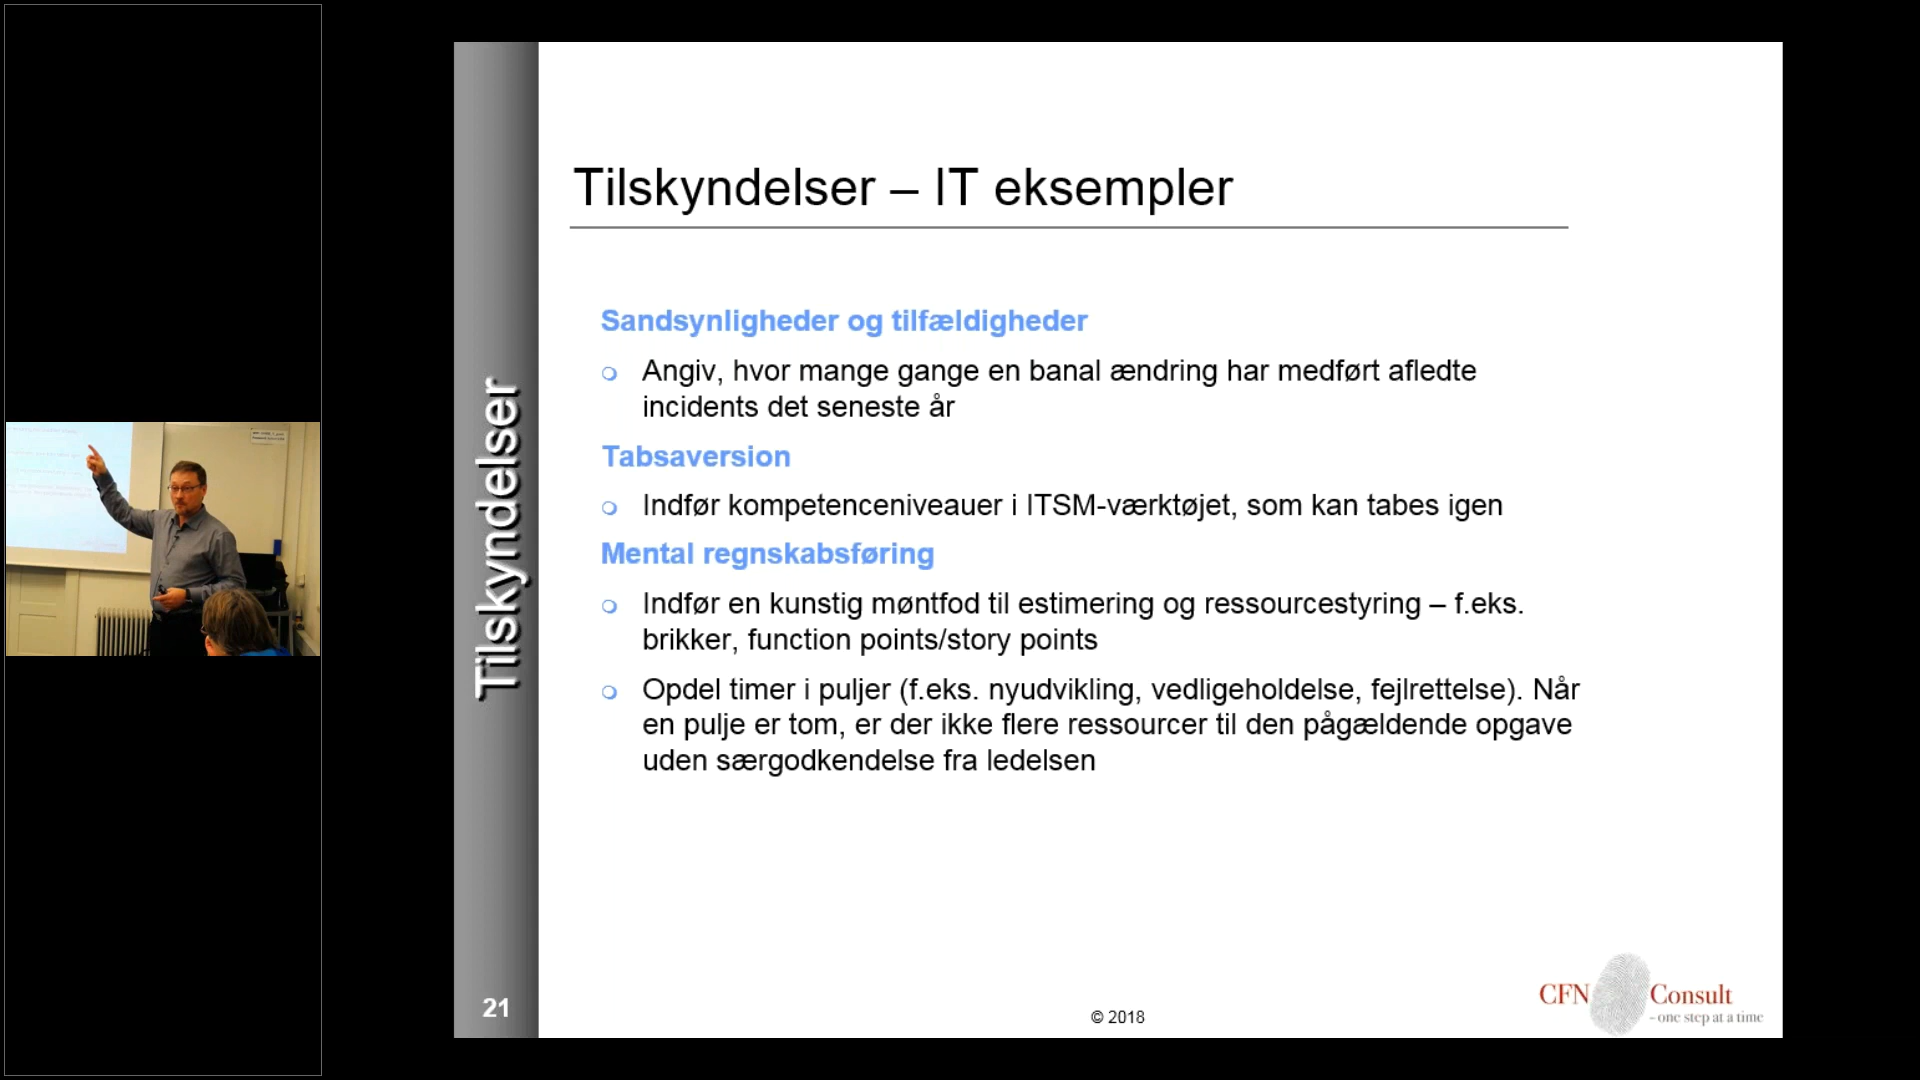 Tilskyndelser – IT eksempler
Sandsynligheder og tilfældigheder
Angiv, hvor mange gange en banal ændring har medført afledte
incidents det seneste år
Tabsaversion
Indfør kompetenceniveauer i ITSM-værktøjet, som kan tabes igen
Mental regnskabsføring
Indfør en kunstig møntfod til estimering og ressourcestyring – f.eks.
brikker, function points/story points
Opdel timer i puljer (f.eks. nyudvikling, vedligeholdelse, fejlrettelse). Når
en pulje er tom, er der ikke flere ressourcer til den pågældende opgave
uden særgodkendelse fra ledelsen
Tilskyndelser
21
© 2018
CFN Consult
- one step at a time